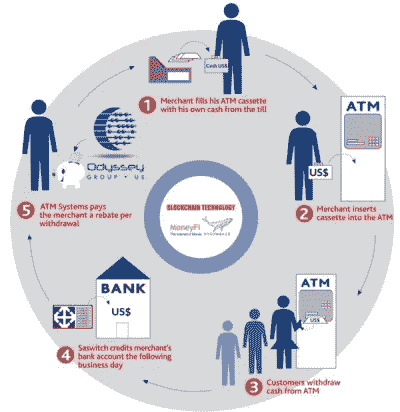 Cash US$
1 Merchant fills his ATM cassette
with his own cash from the till
ATM
US$
2 Merchant inserts
cassette into the ATM
ATM
US$
3 Customers withdraw
cash from ATM
BANK
US$
4 Saswitch credits merchant's
bank account the following
business day
Odyssey
GROUP · US
5 ATM Systems pays
the merchant a rebate per
withdrawal
BLOCKCHAIN TECHNOLOGY
MoneyFi